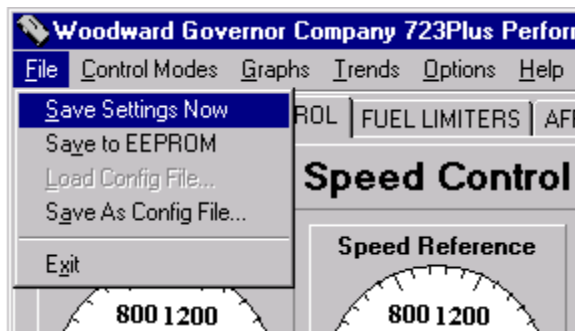 Woodward Governor Company 723Plus Perfor
File Control Modes Graphs Trends Options Help
Save Settings Now
ROL FUEL LIMITERS AF
Save to EEPROM
Load Config File...
Speed Control
Save As Config File...
Speed Reference
Exit
800 1200
800 1200